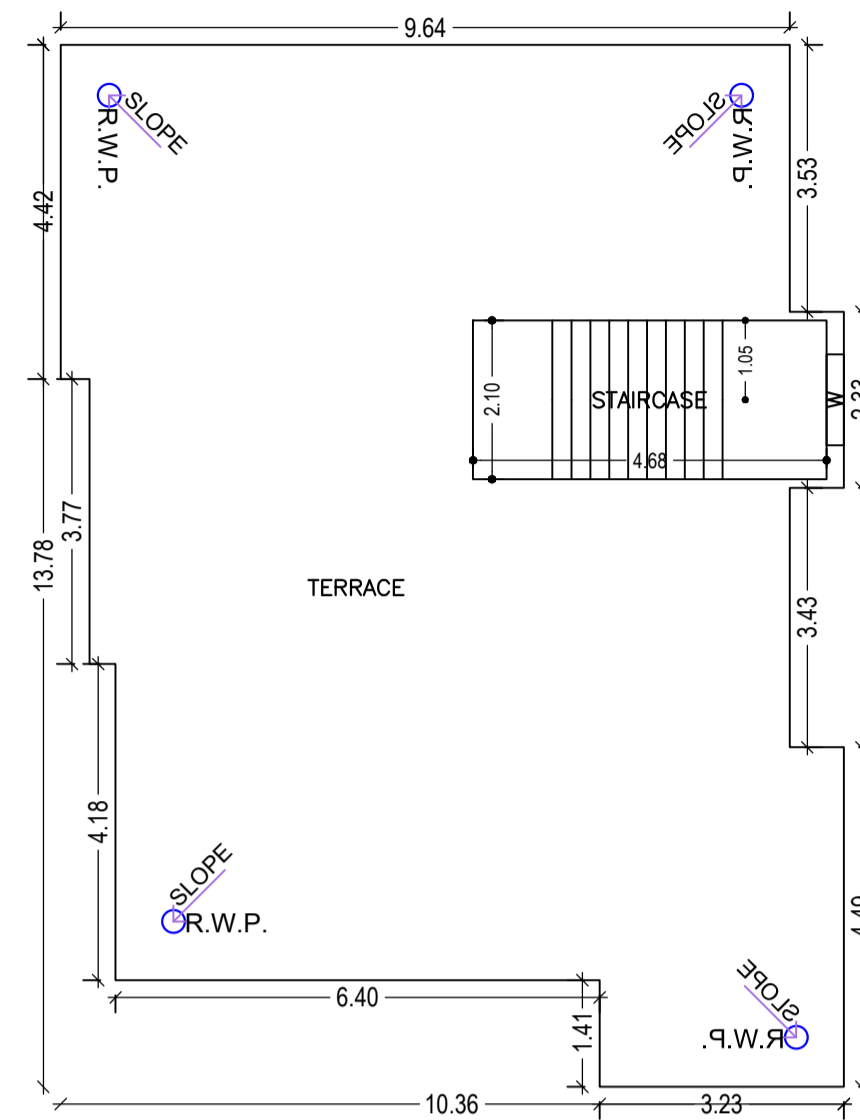 9.64
SLOPE
R.W.P.
SLOPE
R.W.P.
4.42
3.53
1.05
2.10
STAIRCASE
W
4.68
3.77
13.78
TERRACE
3.43
4.18
SLOPE
R.W.P.
6.40
1.41
SLOPE
R.W.P.
10.36
3.23